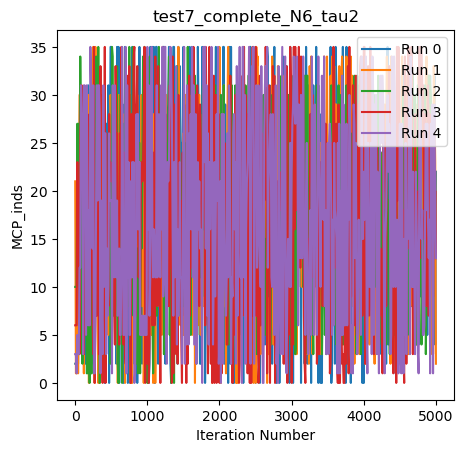 test7_complete_N6_tau2
35
30
25
20
15
10
5
0
MCP_inds
Run 0
Run 1
Run 2
Run 3
Run 4
0
1000
2000
3000
4000
5000
Iteration Number